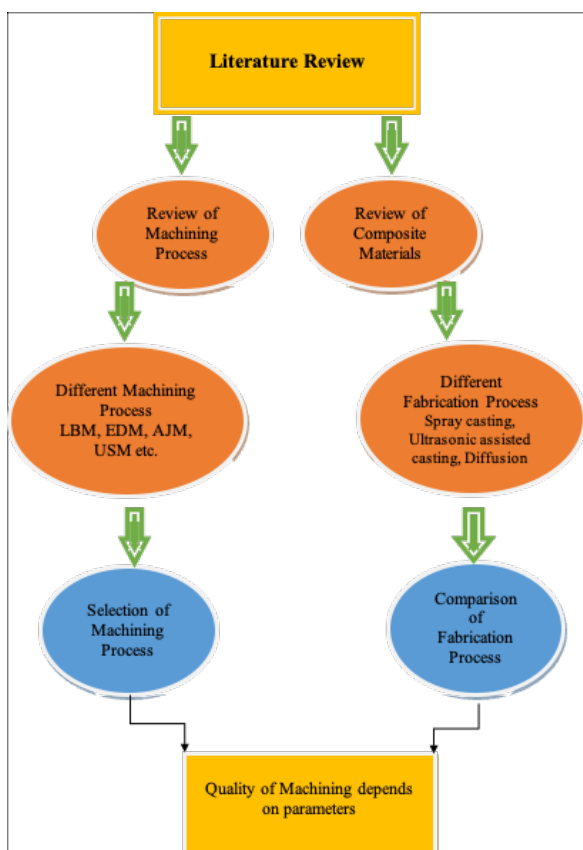 Literature Review
Review of
Machining
Process
Review of
Composite
Materials
Different Machining
Process
LBM, EDM, AJM,
USM etc.
Different
Fabrication Process
Spray casting,
Ultrasonic assisted
casting, Diffusion
Selection of
Machining
Process
Comparison
of
Fabrication
Process
Quality of Machining depends
on parameters